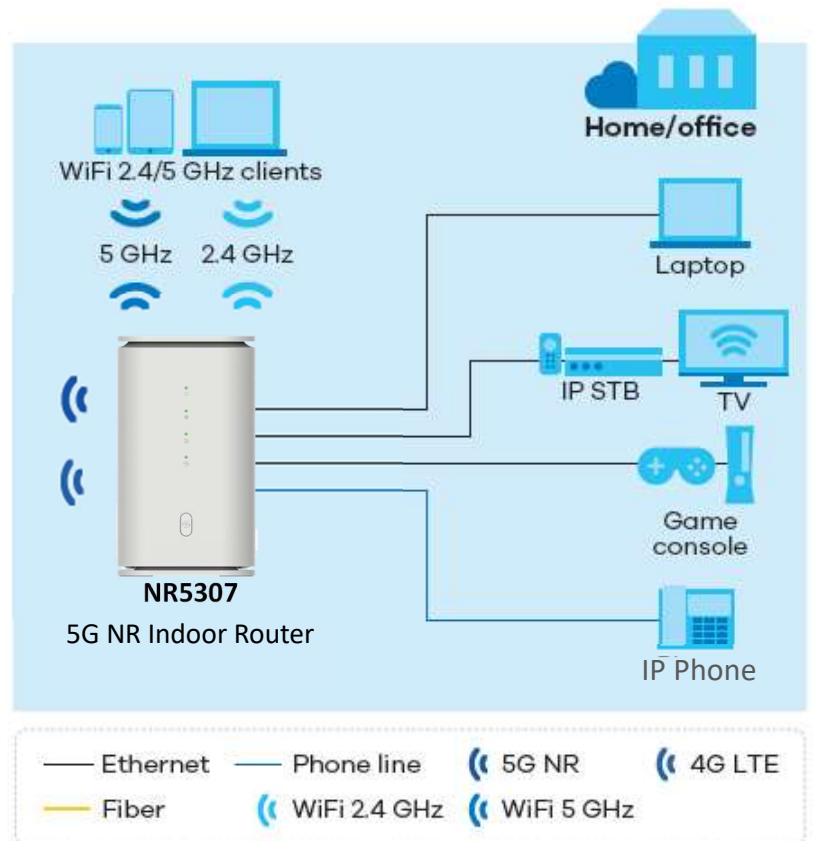 Home/office
WiFi 2.4/5 GHz clients
5 GHz 2.4 GHz
Laptop
IP STB
TV
Game
console
NR5307
5G NR Indoor Router
IP Phone
Ethernet Phone line 5G NR 4G LTE
Fiber WiFi 2.4 GHz WiFi 5 GHz